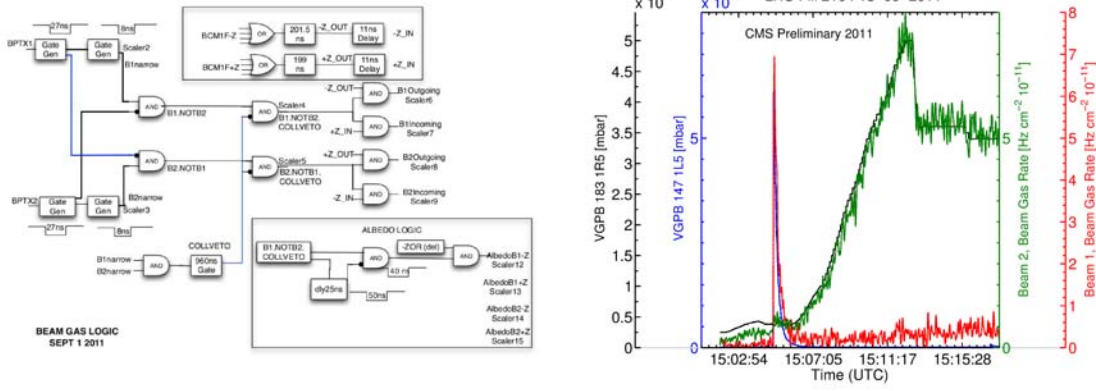 27ns
8ns
BPTX1
Gate Gen
Gate Gen
Scaler2
B1narrow
BCM1F-Z
OR
201.5 ns
-Z_OUT
11ns Delay
-Z_IN
BCM1F+Z
OR
199 ns
+Z_OUT
11ns Delay
+Z_IN
AND
B1.NOTB2
AND
Scaler4
B1.NOTB2.
COLLVETO
-Z_OUT
AND
B1Outgoing
Scaler6
+Z_IN
AND
B1Incoming
Scaler7
AND
B2.NOTB1
AND
Scaler5
B2.NOTB1.
COLLVETO
+Z_OUT
AND
B2Outgoing
Scaler8
-Z_IN
AND
B2Incoming
Scaler9
BPTX2
Gate Gen
Gate Gen
B2narrow
Scaler3
27ns
8ns
COLLVETO
B1narrow
B2narrow
AND
960ns
Gate
ALBEDO LOGIC
B1.NOTB2.
COLLVETO
AND
-ZOR (del)
AND
AlbedoB1-Z
Scaler12
dly25ns
40 ns
50ns
AlbedoB1+Z
Scaler13
AlbedoB2-Z
Scaler14
AlbedoB2+Z
Scaler15
BEAM GAS LOGIC
SEPT 1 2011
x 10
x 10
CMS Preliminary 2011
VGPB 183 1R5 [mbar]
5
4.5
4
3.5
3
2.5
2
1.5
1
0.5
0
VGPB 147 1L5 [mbar]
5
0
Beam 2, Beam Gas Rate [Hz cm-2 10-11]
0
Beam 1, Beam Gas Rate [Hz cm-2 10-11]
8
7
6
5
4
3
2
1
0
15:02:54 15:07:05 15:11:17 15:15:28
Time (UTC)